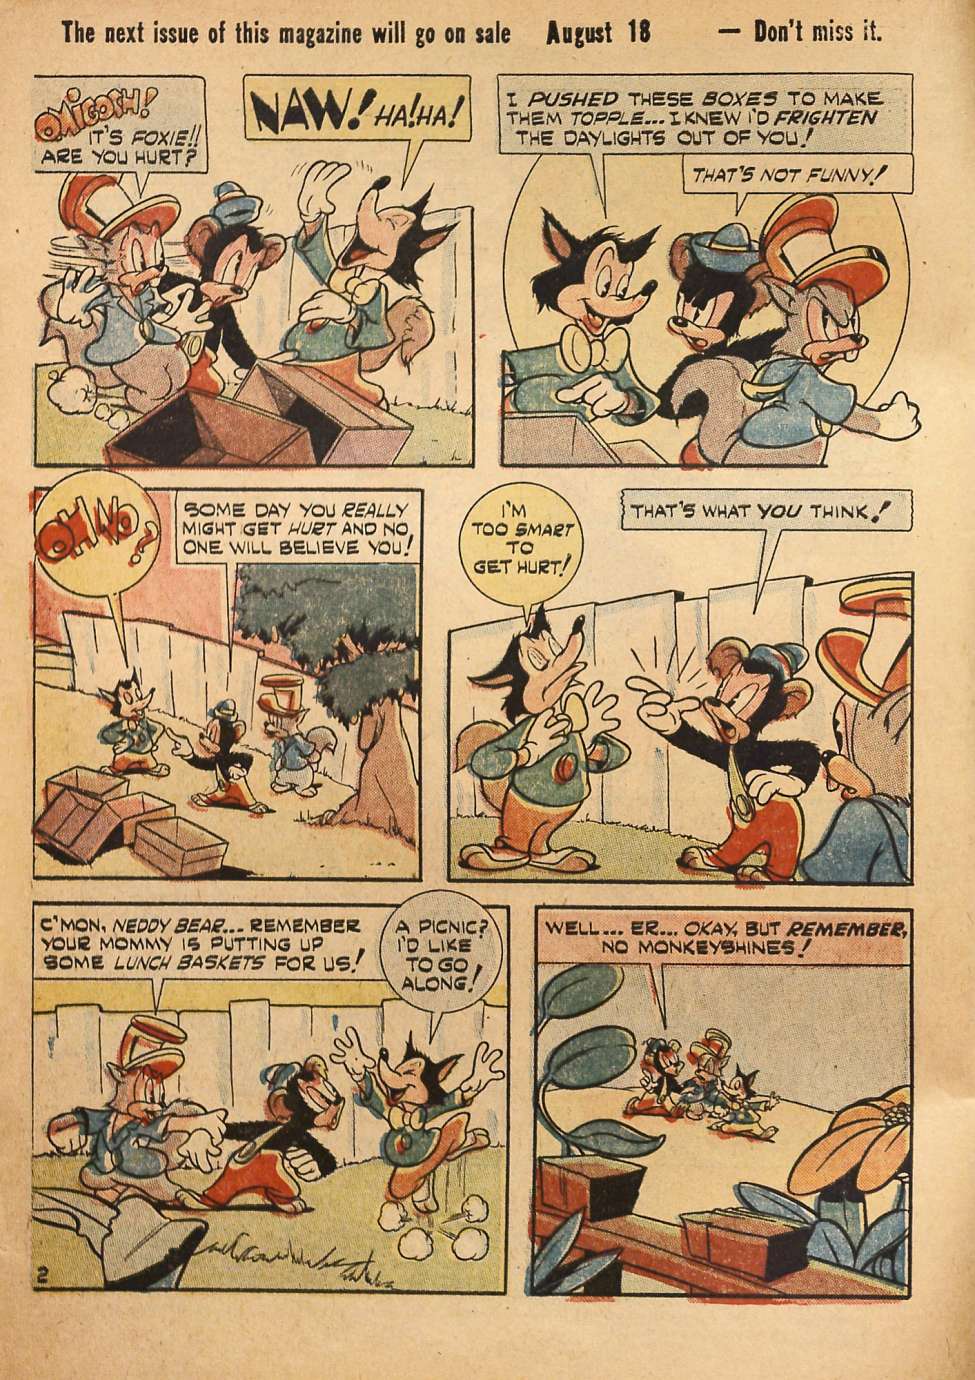 The next issue of this magazine will go on sale August 18 — Don't miss it.
OMIGOSH!
IT'S FOXIE!!
ARE YOU HURT?
NAW! HA!HA!
I PUSHED THESE BOXES TO MAKE
THEM TOPPLE... I KNEW I'D FRIGHTEN
THE DAYLIGHTS OUT OF YOU!
THAT'S NOT FUNNY!
OH NO?
SOME DAY YOU REALLY
MIGHT GET HURT AND NO
ONE WILL BELIEVE YOU!
I'M
TOO SMART
TO
GET HURT!
THAT'S WHAT YOU THINK!
C'MON, NEDDY BEAR... REMEMBER
YOUR MOMMY IS PUTTING UP
SOME LUNCH BASKETS FOR US!
A PICNIC?
I'D LIKE
TO GO
ALONG!
WELL... ER... OKAY, BUT REMEMBER,
NO MONKEYSHINES!
2